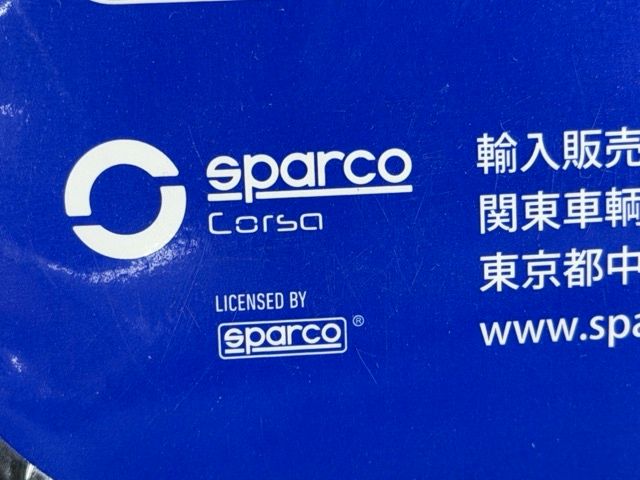 sparco
Corsa
LICENSED BY
sparco®
輸入販売
関東車輌
東京都中
www.spa